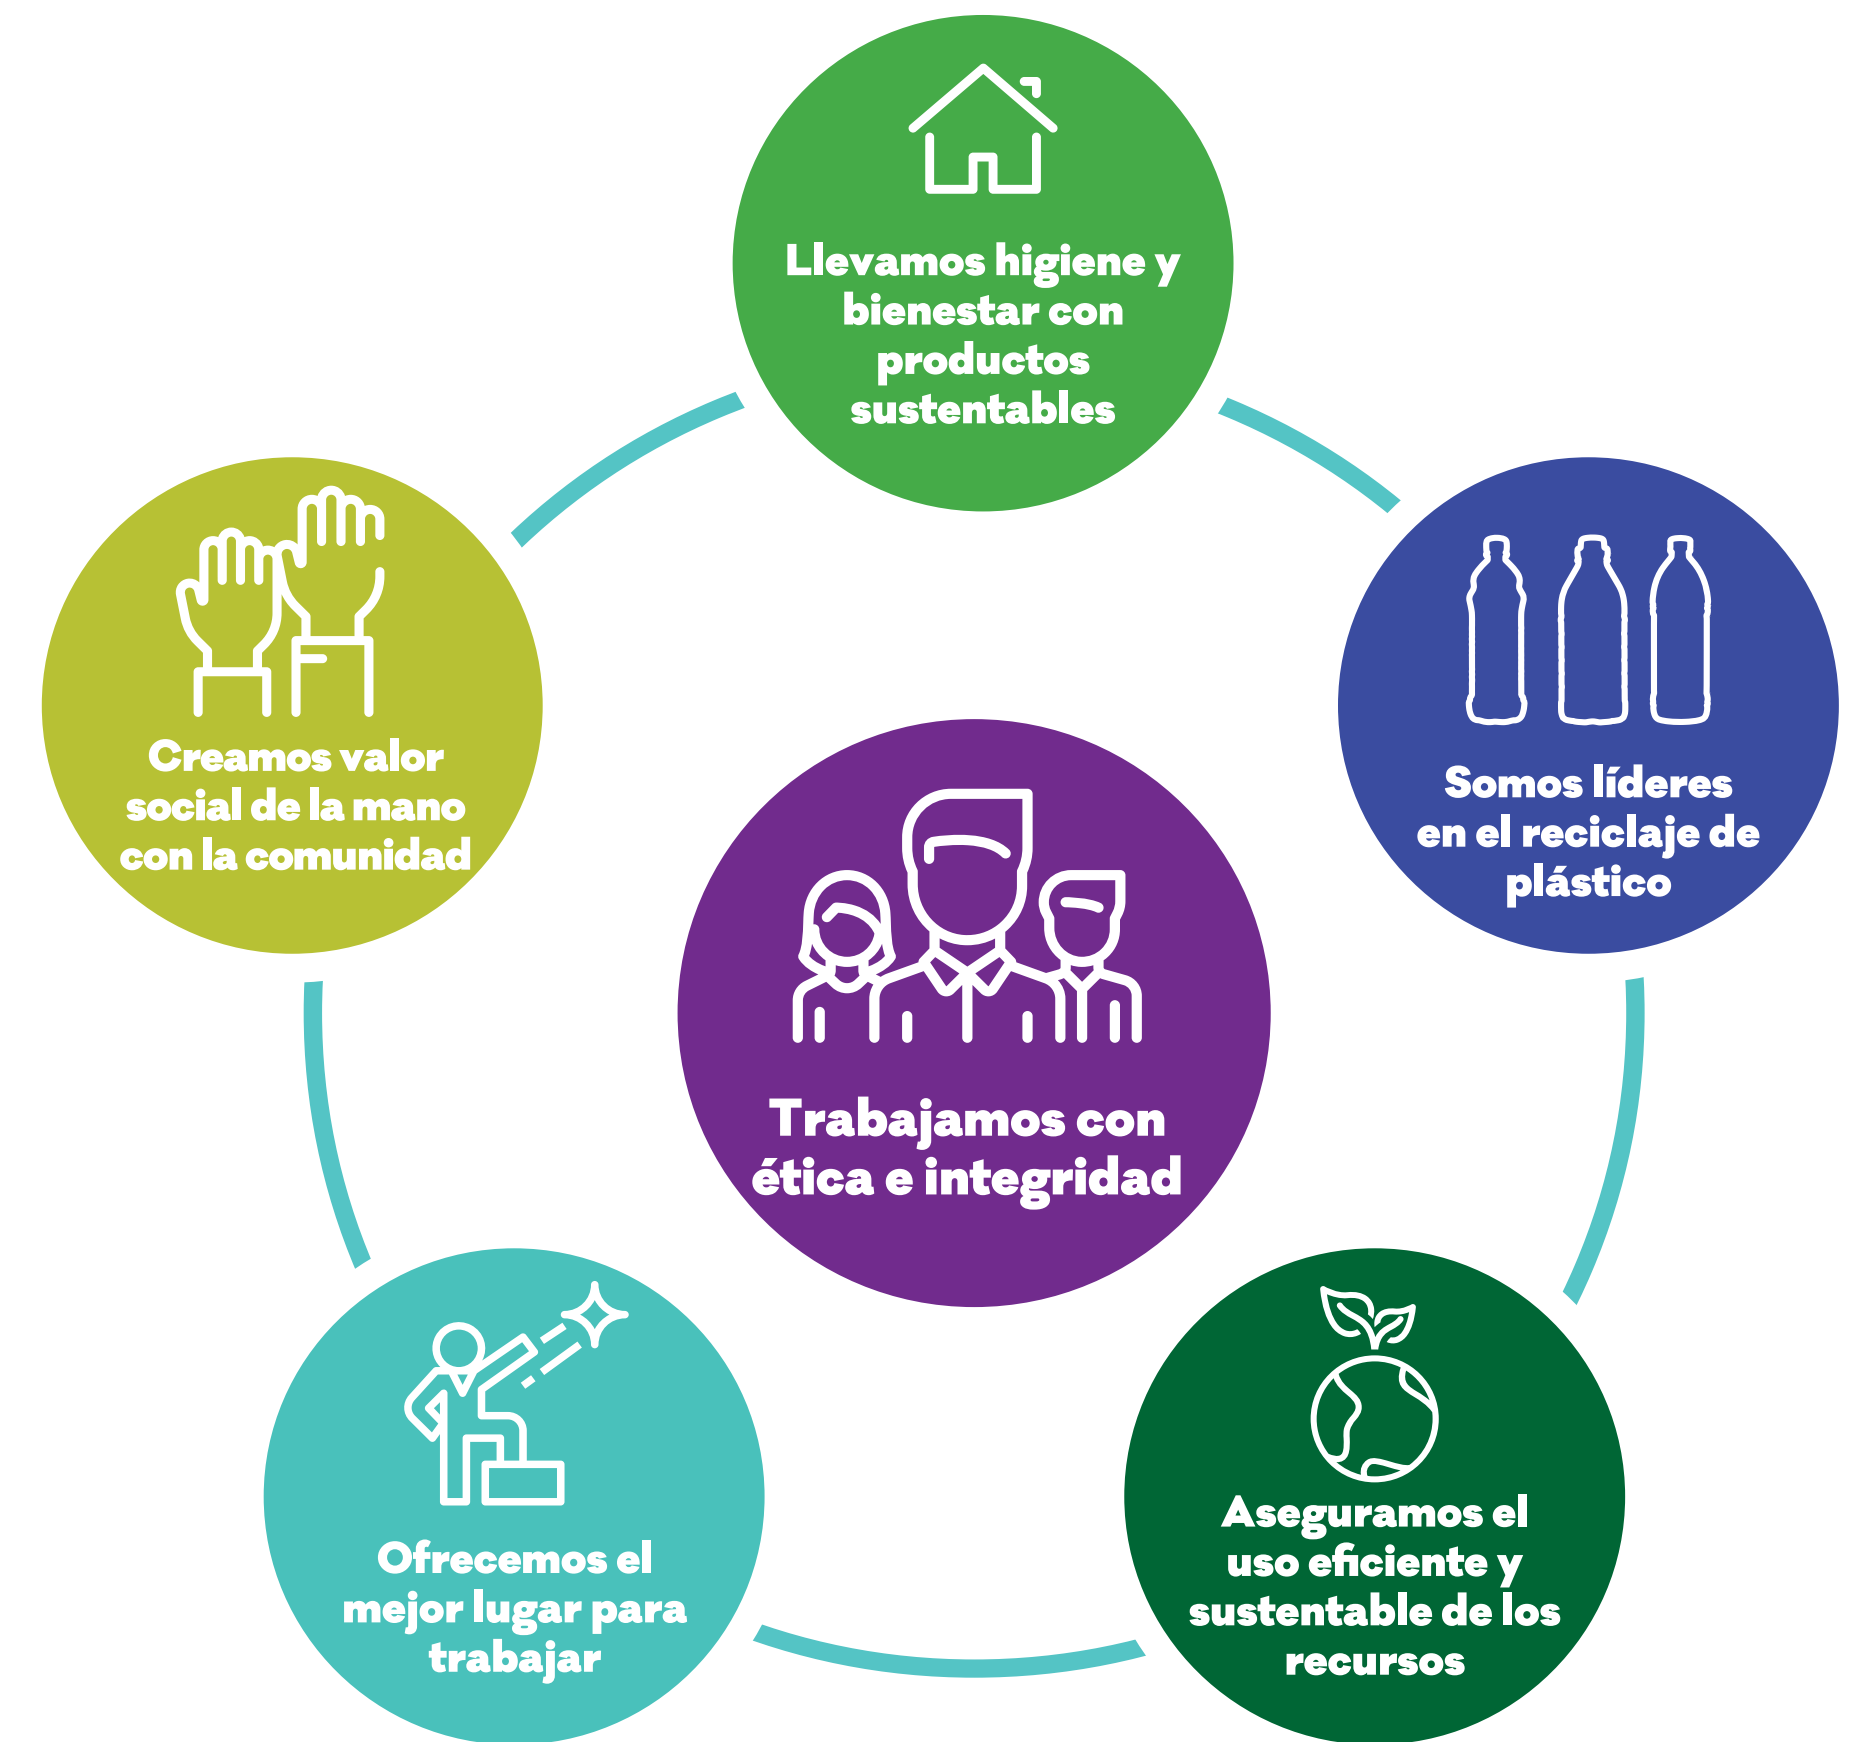 Llevamos higiene y
bienestar con
productos
sustentables
Somos líderes
en el reciclaje de
plástico
Aseguramos el
uso eficiente y
sustentable de los
recursos
Ofrecemos el
mejor lugar para
trabajar
Creamos valor
social de la mano
con la comunidad
Trabajamos con
ética e integridad